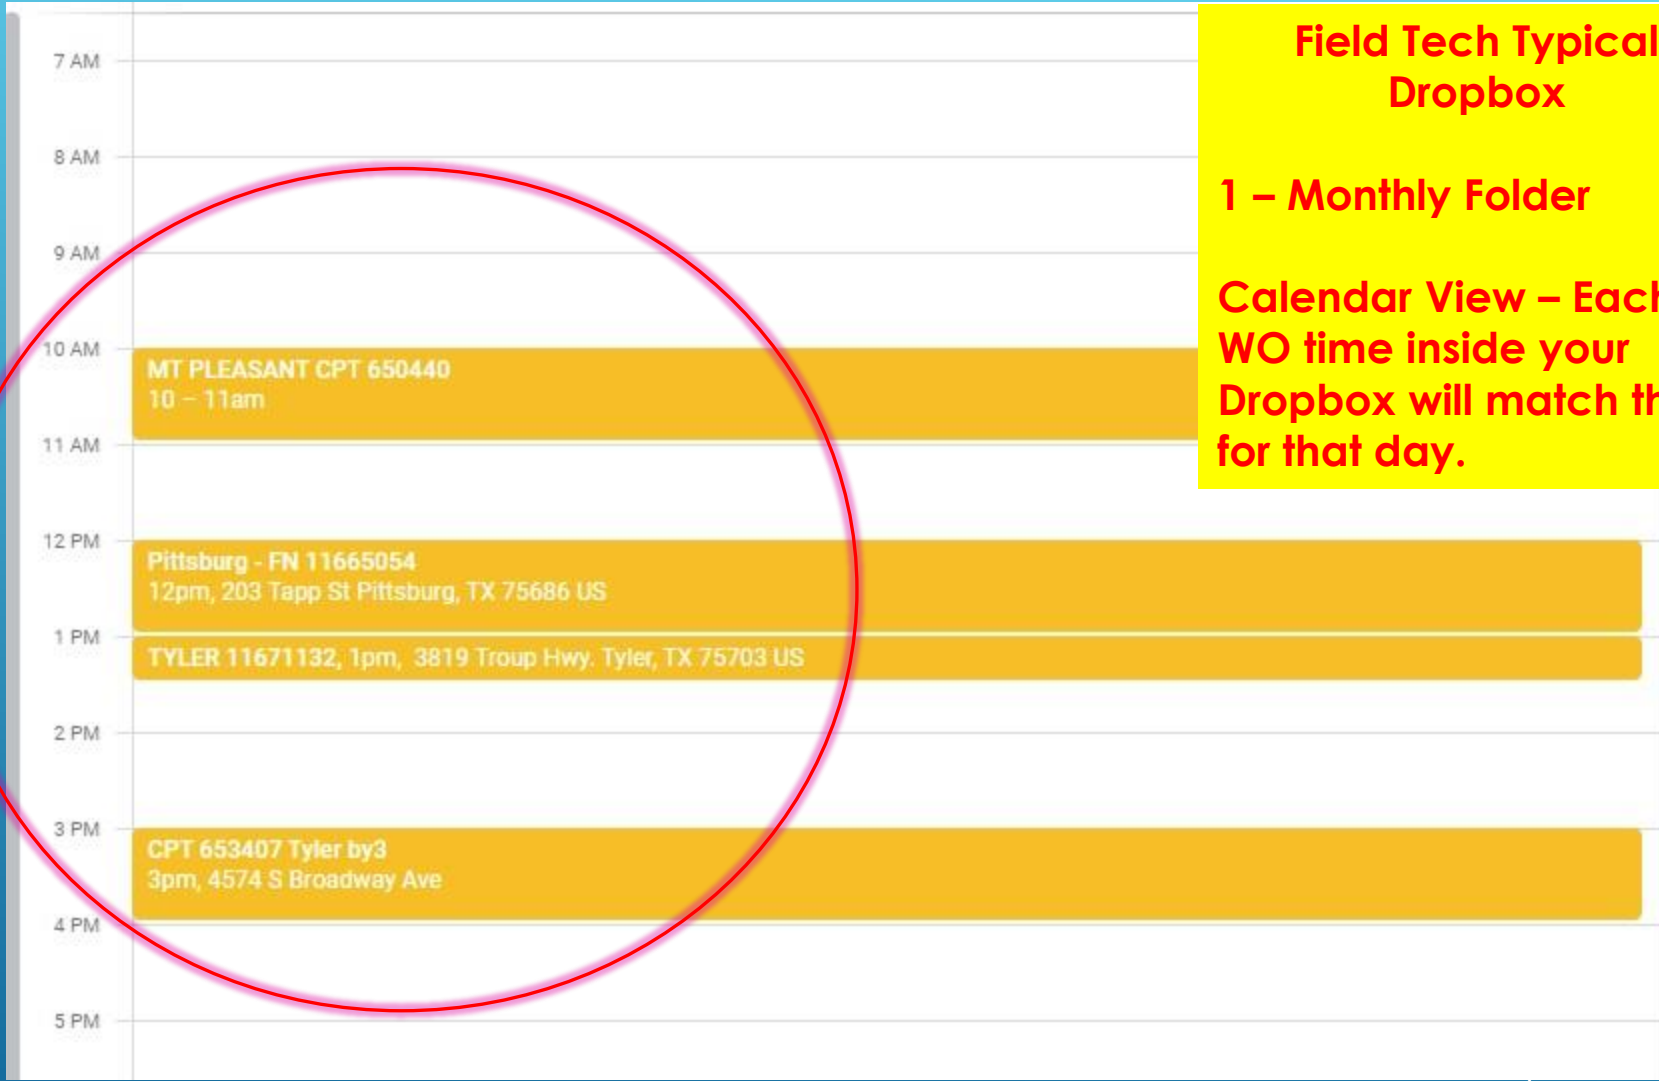 7 AM
8 AM
9 AM
10 AM
11 AM
12 PM
1 PM
2 PM
3 PM
4 PM
5 PM
MT PLEASANT CPT 650440
10 – 11am
Pittsburg - FN 11665054
12pm, 203 Tapp St Pittsburg, TX 75686 US
TYLER 11671132, 1pm, 3819 Troup Hwy. Tyler, TX 75703 US
CPT 653407 Tyler by3
3pm, 4574 S Broadway Ave
Field Tech Typical
Dropbox
1 – Monthly Folder
Calendar View – Each
WO time inside your
Dropbox will match
for that day.